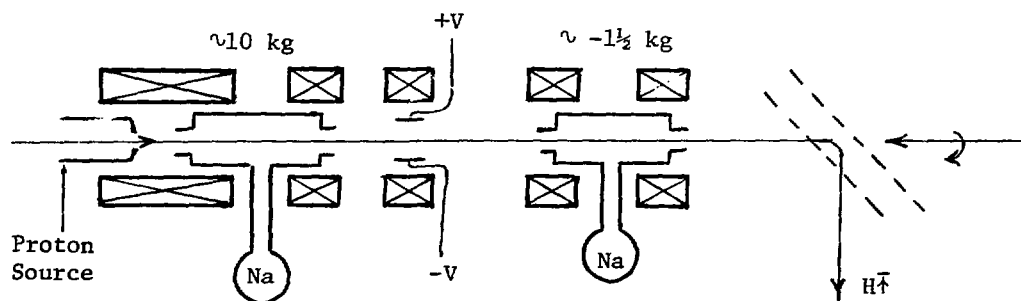 +V
~10 kg
~ -1½ kg
Proton
Source
Na
-V
Na
H↑̄